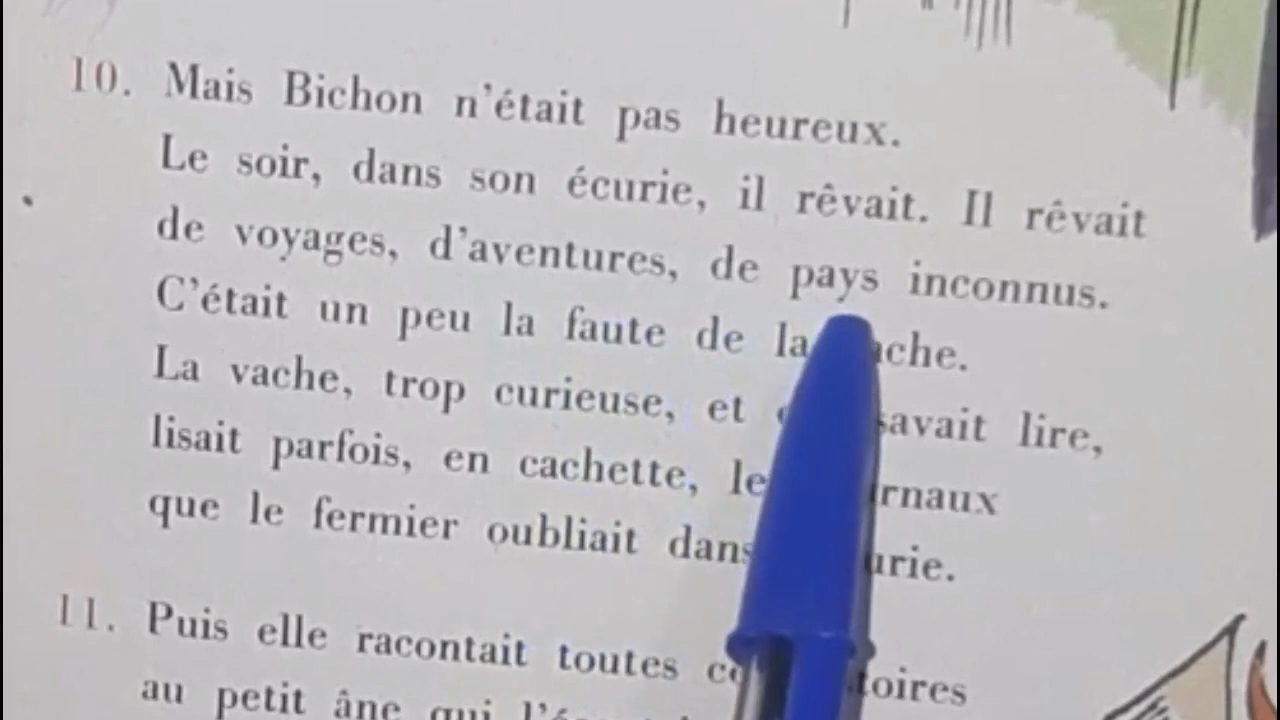 10. Mais Bichon n'était pas heureux.
Le soir, dans son écurie, il rêvait. Il rêvait
de voyages, d'aventures, de pays inconnus.
C'était un peu la faute de la
La vache, trop curieuse, et savait lire,
lisait parfois, en cachette,
que le fermier oubliait dans
11. Puis elle racontait toutes
au petit âne qui